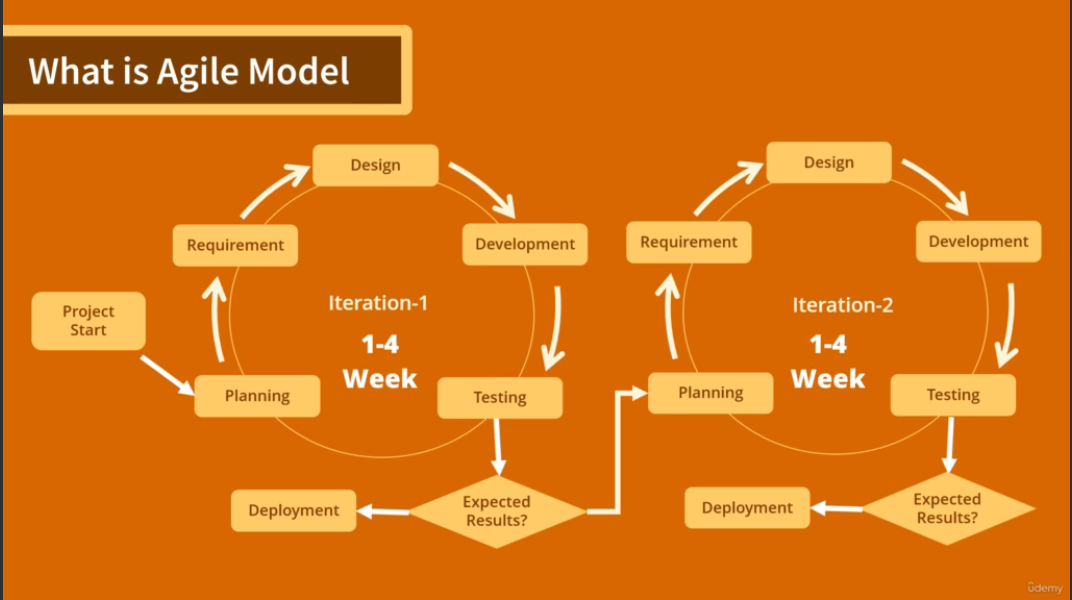 What is Agile Model
Design
Requirement
Development
Project
Start
Iteration-1
1-4
Week
Planning
Testing
Expected
Results?
Deployment
Design
Requirement
Development
Iteration-2
1-4
Week
Planning
Testing
Expected
Results?
Deployment
ûdemy